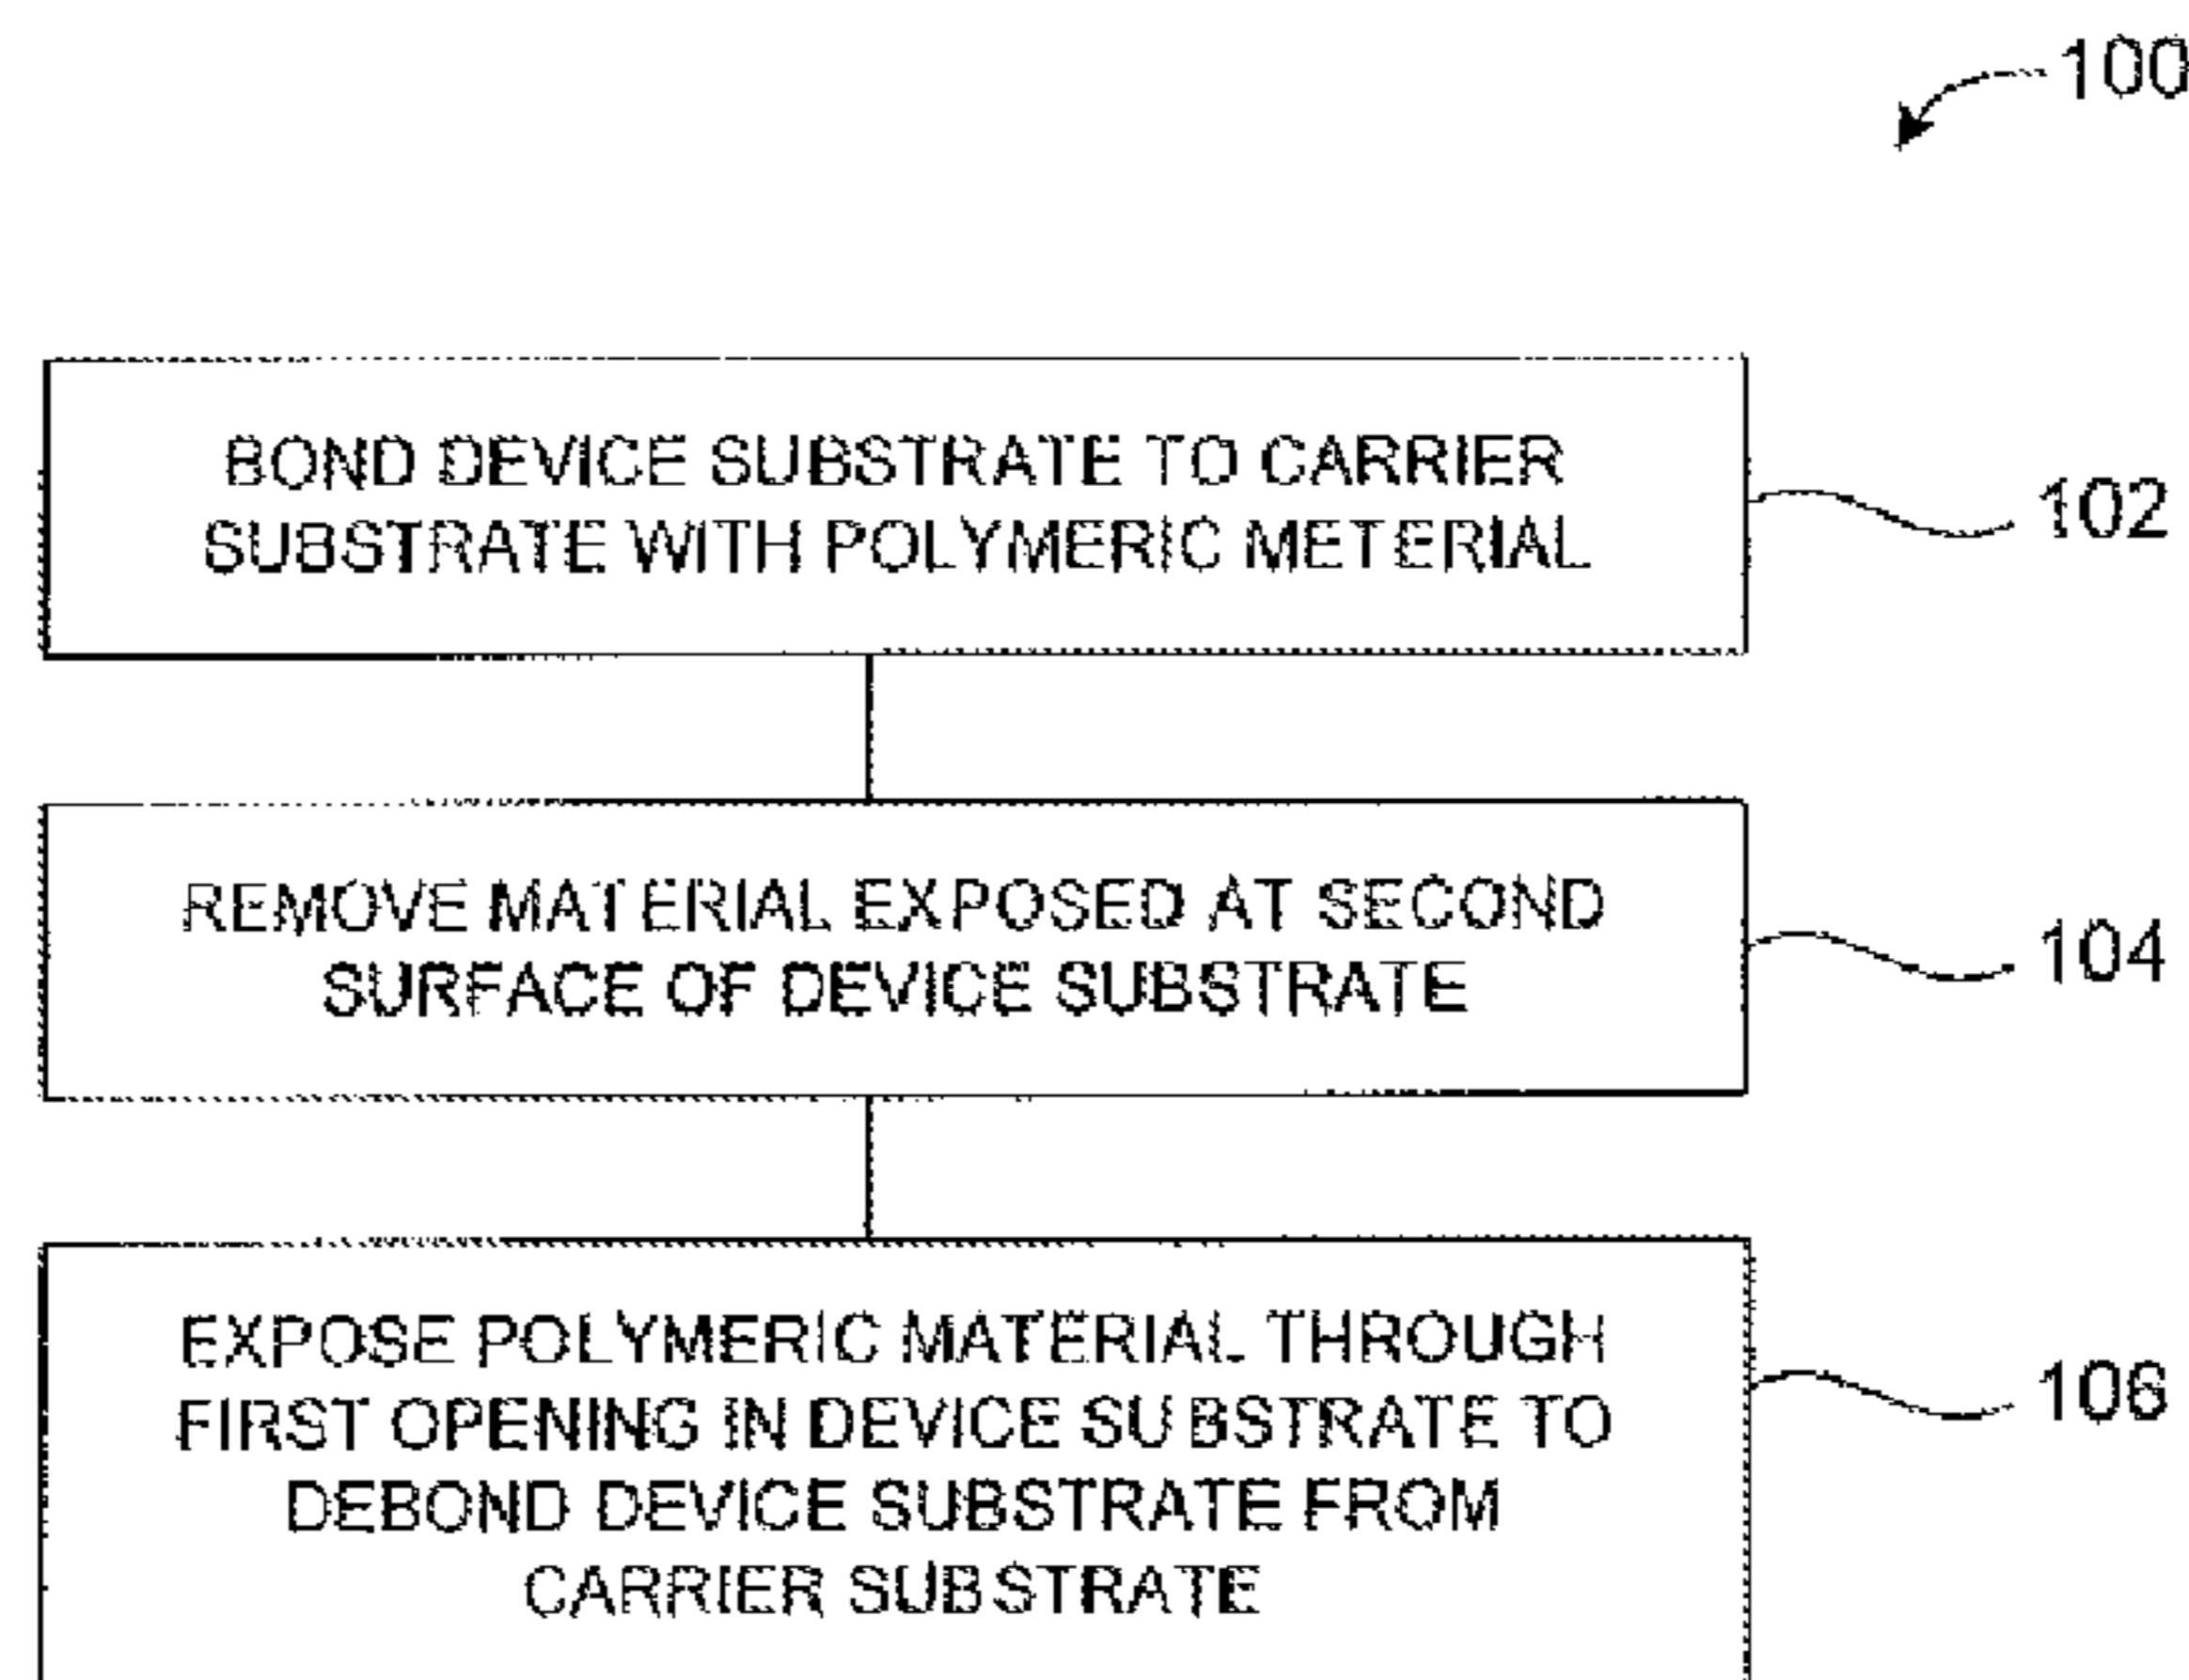 100
BOND DEVICE SUBSTRATE TO CARRIER
SUBSTRATE WITH POLYMERIC METERIAL
102
REMOVE MATERIAL EXPOSED AT SECOND
SURFACE OF DEVICE SUBSTRATE
104
EXPOSE POLYMERIC MATERIAL THROUGH
FIRST OPENING IN DEVICE SUBSTRATE TO
DEBOND DEVICE SUBSTRATE FROM
CARRIER SUBSTRATE
106